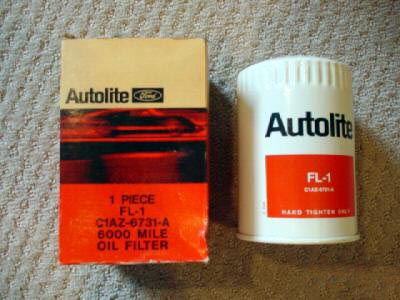 Autolite Ford
1 PIECE
FL-1
C1AZ-6731-A
6000 MILE
OIL FILTER
Autolite
FL-1
C1AZ-6731-A
HAND TIGHTEN ONLY